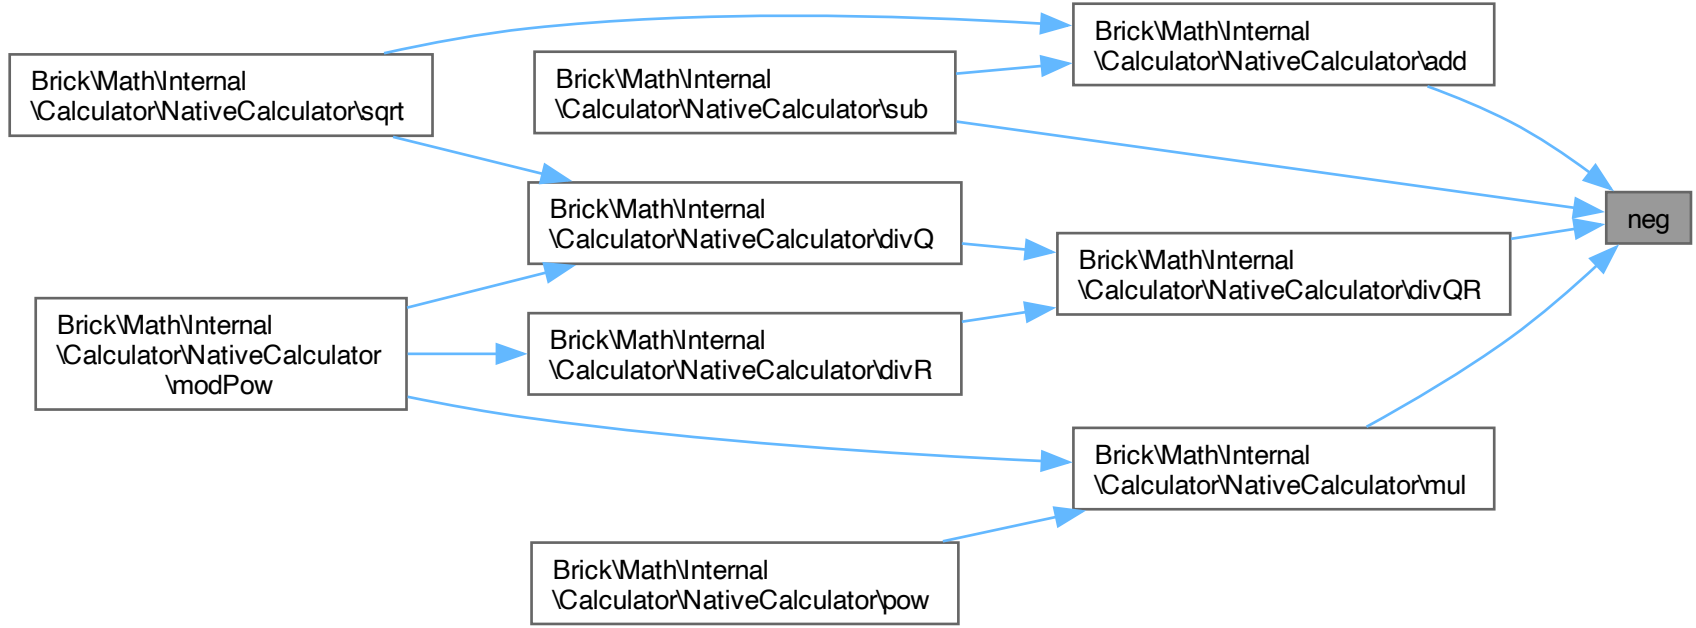 Brick\Math\Internal
\Calculator\NativeCalculator\add
Brick\Math\Internal
\Calculator\NativeCalculator\sqrt
Brick\Math\Internal
\Calculator\NativeCalculator\sub
Brick\Math\Internal
\Calculator\NativeCalculator\divQ
neg
Brick\Math\Internal
\Calculator\NativeCalculator\divQR
Brick\Math\Internal
\Calculator\NativeCalculator
\modPow
Brick\Math\Internal
\Calculator\NativeCalculator\divR
Brick\Math\Internal
\Calculator\NativeCalculator\mul
Brick\Math\Internal
\Calculator\NativeCalculator\pow